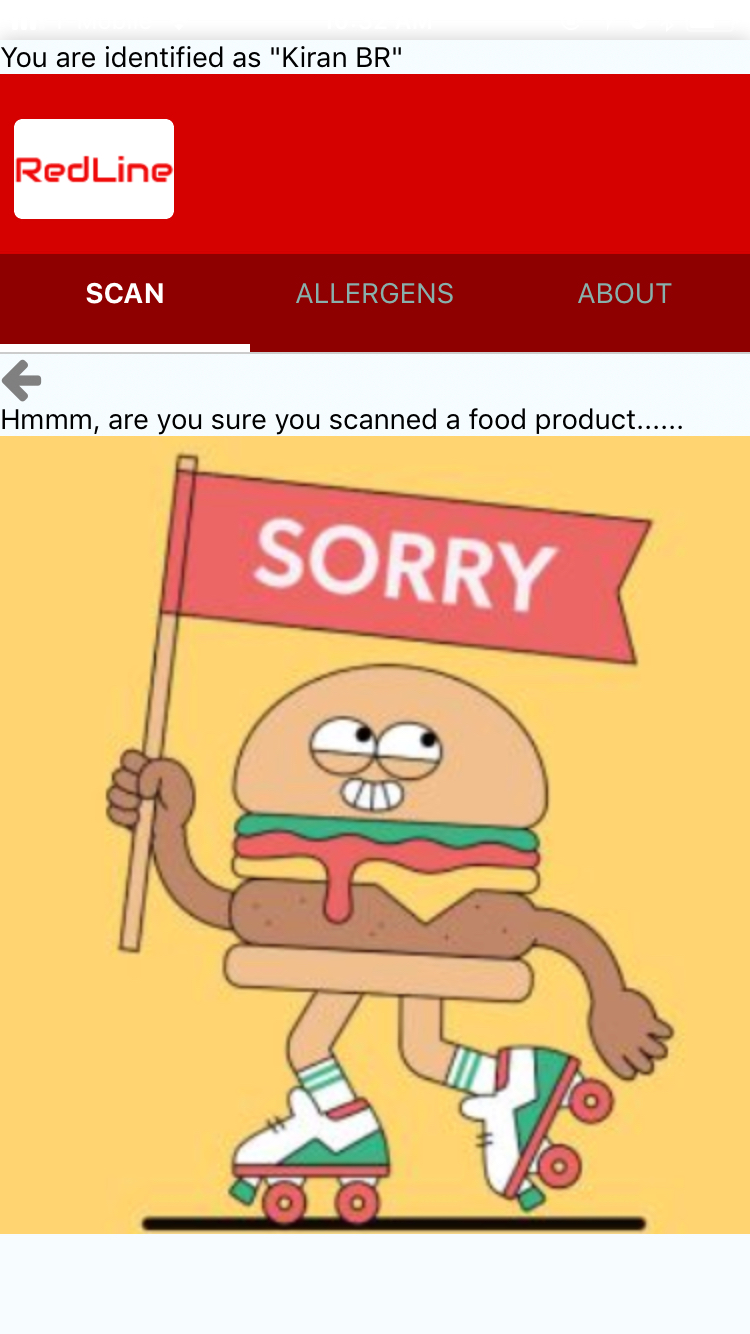 You are identified as "Kiran BR"
RedLine
SCAN ALLERGENS ABOUT
Hmmm, are you sure you scanned a food product......
SORRY